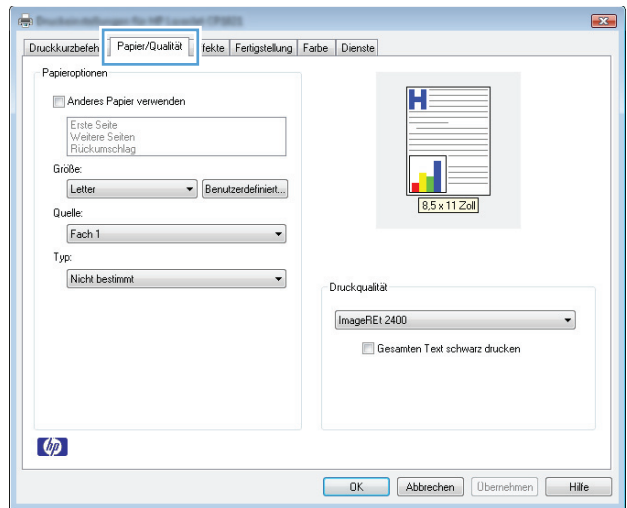 Druckkurzbefeh
Papier/Qualität
fekte
Fertigstellung
Farbe
Dienste
Papieroptionen
Anderes Papier verwenden
Erste Seite
Weitere Seiten
Rückumschlag
Größe:
Letter
Benutzerdefiniert...
Quelle:
Fach 1
Typ:
Nicht bestimmt
H
8,5 x 11 Zoll
Druckqualität
ImageREt 2400
Gesamten Text schwarz drucken
hp
OK
Abbrechen
Übernehmen
Hilfe